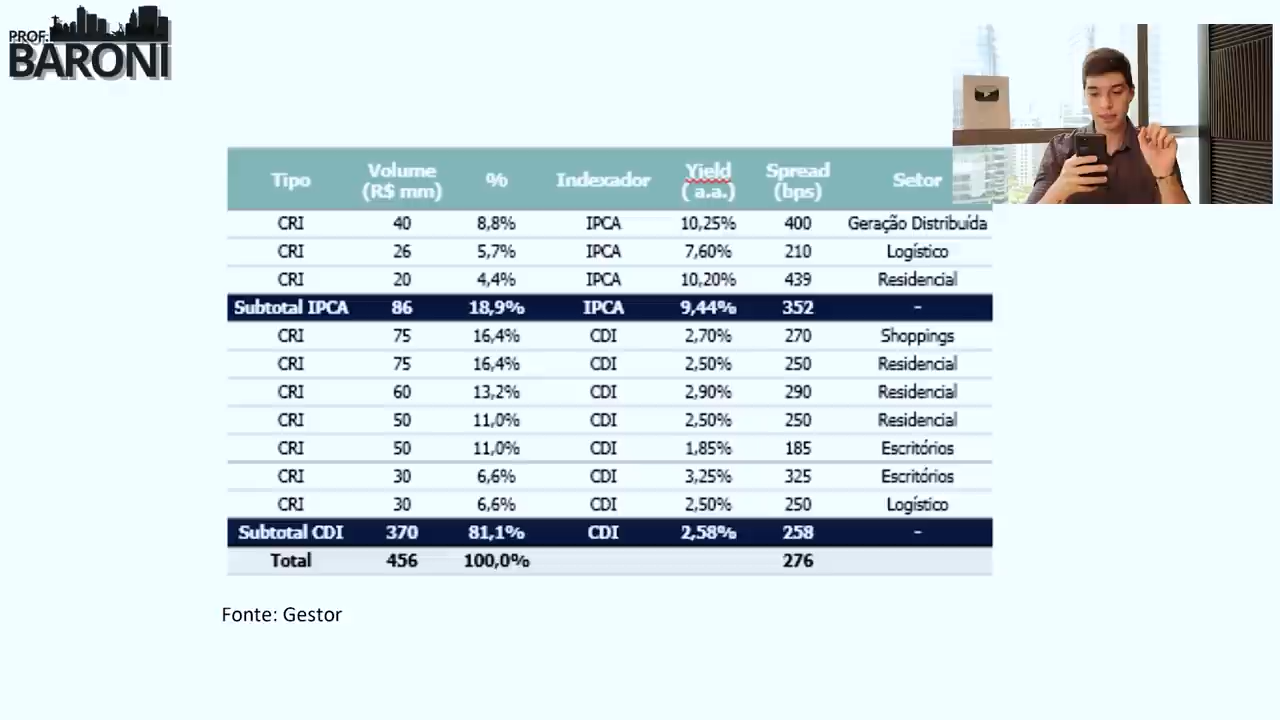 PROF.
BARONI
Tipo Volume (R$ mm) % Indexador Yield ( a.a.) Spread (bps) Setor
CRI 40 8,8% IPCA 10,25% 400 Geração Distribuída
CRI 26 5,7% IPCA 7,60% 210 Logístico
CRI 20 4,4% IPCA 10,20% 439 Residencial
Subtotal IPCA 86 18,9% IPCA 9,44% 352 -
CRI 75 16,4% CDI 2,70% 270 Shoppings
CRI 75 16,4% CDI 2,50% 250 Residencial
CRI 60 13,2% CDI 2,90% 290 Residencial
CRI 50 11,0% CDI 2,50% 250 Residencial
CRI 50 11,0% CDI 1,85% 185 Escritórios
CRI 30 6,6% CDI 3,25% 325 Escritórios
CRI 30 6,6% CDI 2,50% 250 Logístico
Subtotal CDI 370 81,1% CDI 2,58% 258 -
Total 456 100,0% 276
Fonte: Gestor